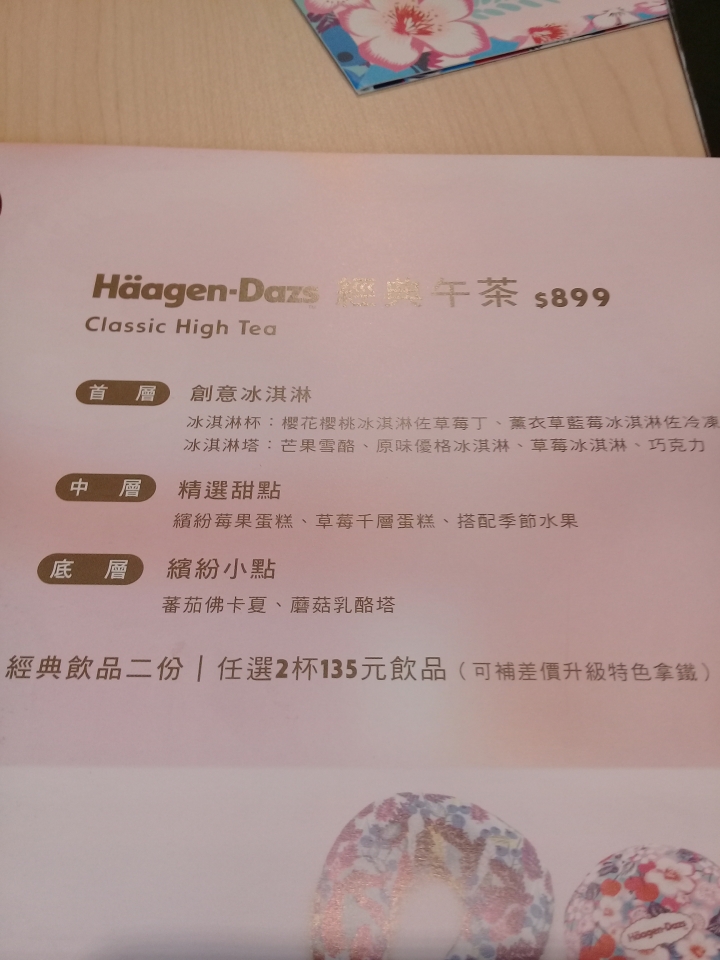 Häagen-Dazs 經典午茶 $899
Classic High Tea
首 層 創意冰淇淋
冰淇淋杯：櫻花櫻桃冰淇淋佐草莓丁、薰衣草藍莓冰淇淋佐冷凍
冰淇淋塔：芒果雪酪、原味優格冰淇淋、草莓冰淇淋、巧克力
中 層 精選甜點
繽紛莓果蛋糕、草莓千層蛋糕、搭配季節水果
底 層 繽紛小點
蕃茄佛卡夏、蘑菇乳酪塔
經典飲品二份｜任選2杯135元飲品（可補差價升級特色拿鐵）
Häagen-Dazs